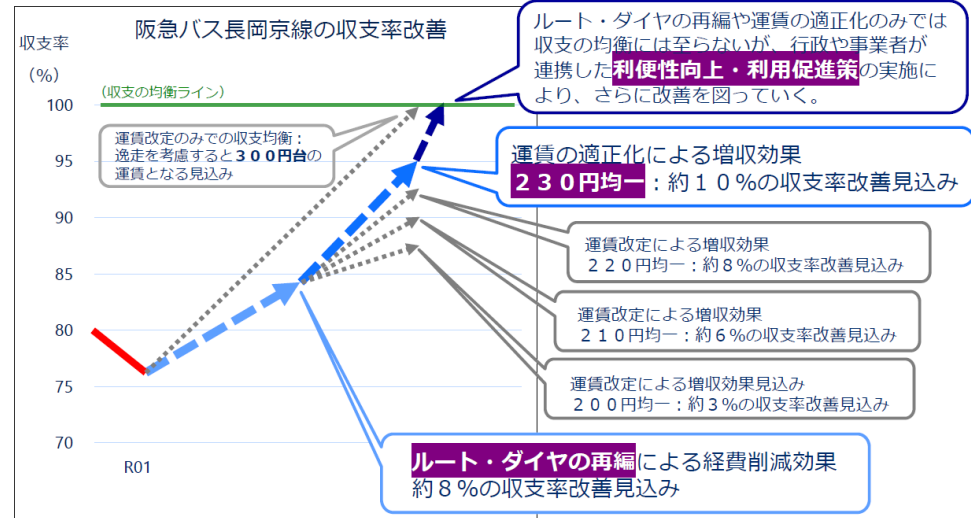 阪急バス長岡京線の収支率改善
収支率
(%)
ルート・ダイヤの再編や運賃の適正化のみでは
収支の均衡には至らないが、行政や事業者が
連携した利便性向上・利用促進策の実施に
より、さらに改善を図っていく。
(収支の均衡ライン)
100
95
90
85
80
75
70
R01
運賃改定のみでの収支均衡：
逸走を考慮すると３００円台の
運賃となる見込み
運賃の適正化による増収効果
２３０円均一：約１０％の収支率改善見込み
運賃改定による増収効果
２２０円均一：約８％の収支率改善見込み
運賃改定による増収効果
２１０円均一：約６％の収支率改善見込み
運賃改定による増収効果見込み
２００円均一：約３％の収支率改善見込み
ルート・ダイヤの再編による経費削減効果
約８％の収支率改善見込み